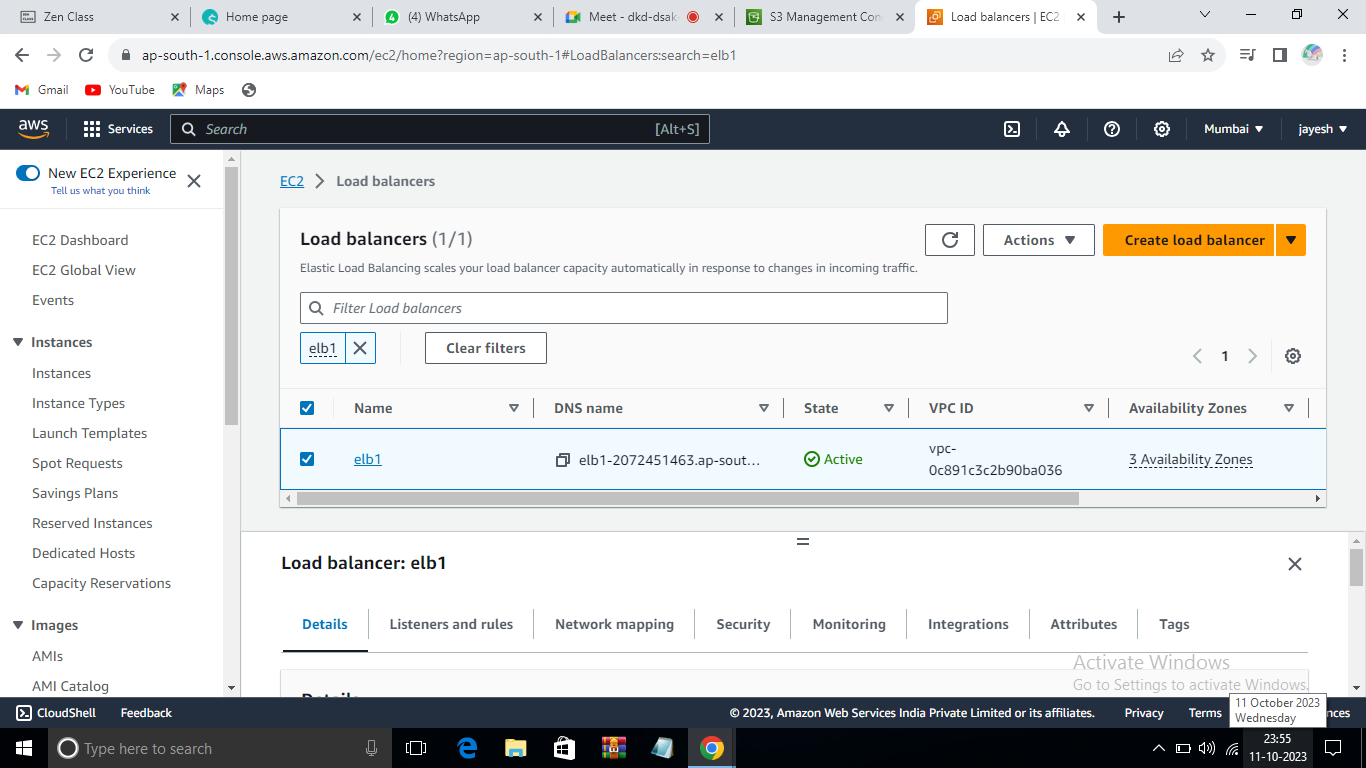 Zen Class
Home page
(4) WhatsApp
Meet - dkd-dsak
S3 Management Con
Load balancers | EC2
ap-south-1.console.aws.amazon.com/ec2/home?region=ap-south-1#LoadBalancers:search=elb1
Gmail
YouTube
Maps
aws
Services
Search
[Alt+S]
Mumbai
jayesh
New EC2 Experience
Tell us what you think
EC2 Dashboard
EC2 Global View
Events
Instances
Instances
Instance Types
Launch Templates
Spot Requests
Savings Plans
Reserved Instances
Dedicated Hosts
Capacity Reservations
Images
AMIs
AMI Catalog
EC2
Load balancers
Load balancers (1/1)
Actions
Create load balancer
Elastic Load Balancing scales your load balancer capacity automatically in response to changes in incoming traffic.
Filter Load balancers
elb1
Clear filters
1
Name
DNS name
State
VPC ID
Availability Zones
elb1
elb1-2072451463.ap-sout...
Active
vpc-
0c891c3c2b90ba036
3 Availability Zones
Load balancer: elb1
Details
Listeners and rules
Network mapping
Security
Monitoring
Integrations
Attributes
Tags
Details
Activate Windows
Go to Settings to activate Windows.
CloudShell
Feedback
© 2023, Amazon Web Services India Private Limited or its affiliates.
Privacy
Terms
nces
11 October 2023
Wednesday
Type here to search
23:55
11-10-2023